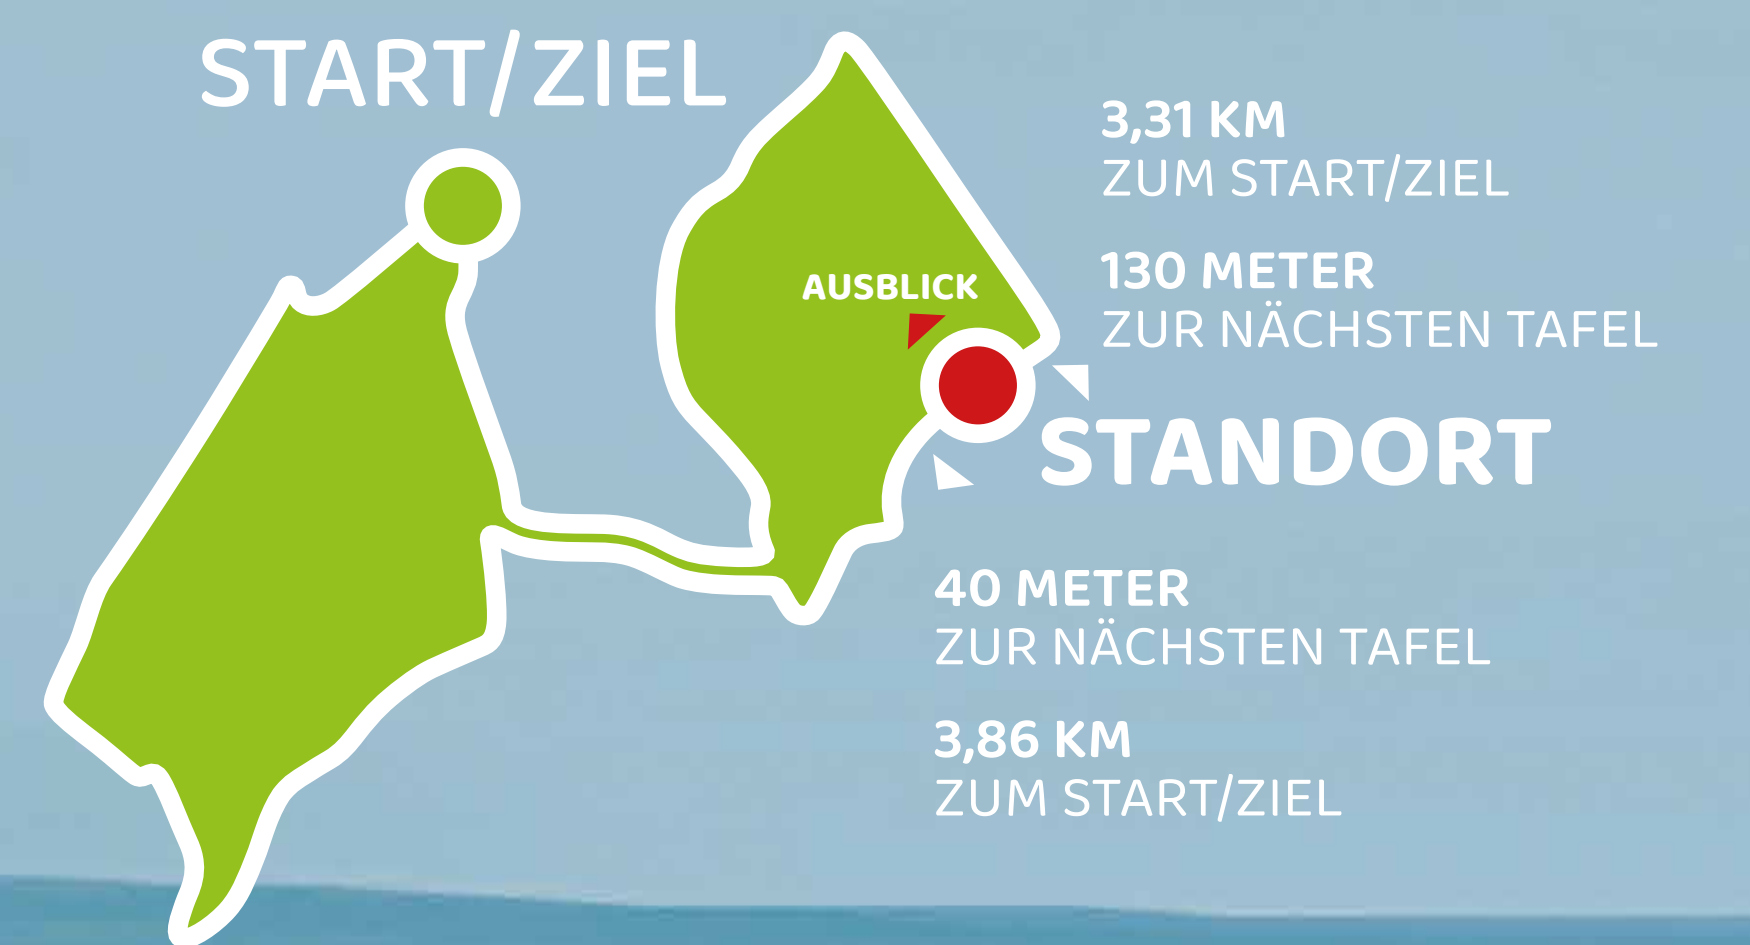 START/ZIEL
3,31 KM
ZUM START/ZIEL
130 METER
ZUR NÄCHSTEN TAFEL
AUSBLICK
STANDORT
40 METER
ZUR NÄCHSTEN TAFEL
3,86 KM
ZUM START/ZIEL